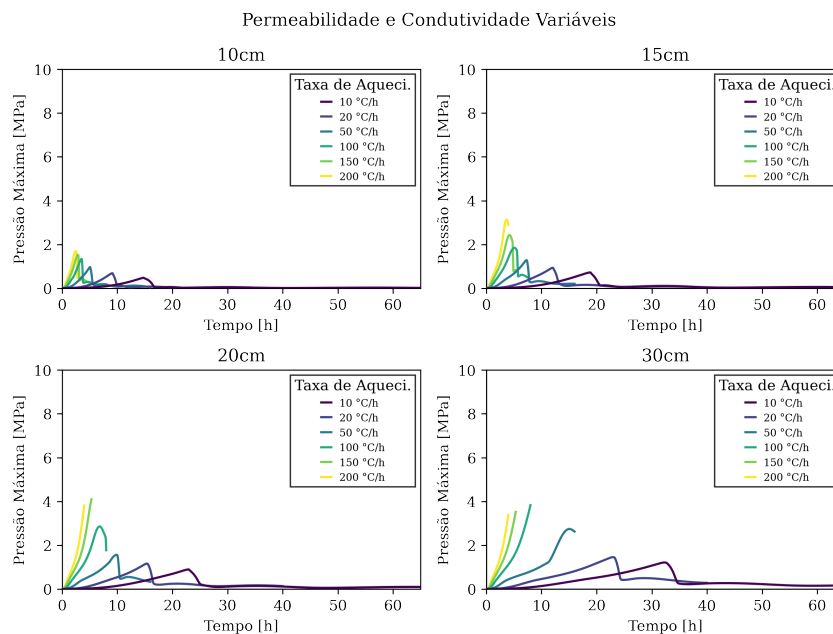 Permeabilidade e Condutividade Variáveis
10cm
Pressão Máxima [MPa]
10
8
6
4
2
0
0 10 20 30 40 50 60
Tempo [h]
Taxa de Aqueci.
10 °C/h
20 °C/h
50 °C/h
100 °C/h
150 °C/h
200 °C/h
15cm
Pressão Máxima [MPa]
10
8
6
4
2
0
0 10 20 30 40 50 60
Tempo [h]
Taxa de Aqueci.
10 °C/h
20 °C/h
50 °C/h
100 °C/h
150 °C/h
200 °C/h
20cm
Pressão Máxima [MPa]
10
8
6
4
2
0
0 10 20 30 40 50 60
Tempo [h]
Taxa de Aqueci.
10 °C/h
20 °C/h
50 °C/h
100 °C/h
150 °C/h
200 °C/h
30cm
Pressão Máxima [MPa]
10
8
6
4
2
0
0 10 20 30 40 50 60
Tempo [h]
Taxa de Aqueci.
10 °C/h
20 °C/h
50 °C/h
100 °C/h
150 °C/h
200 °C/h